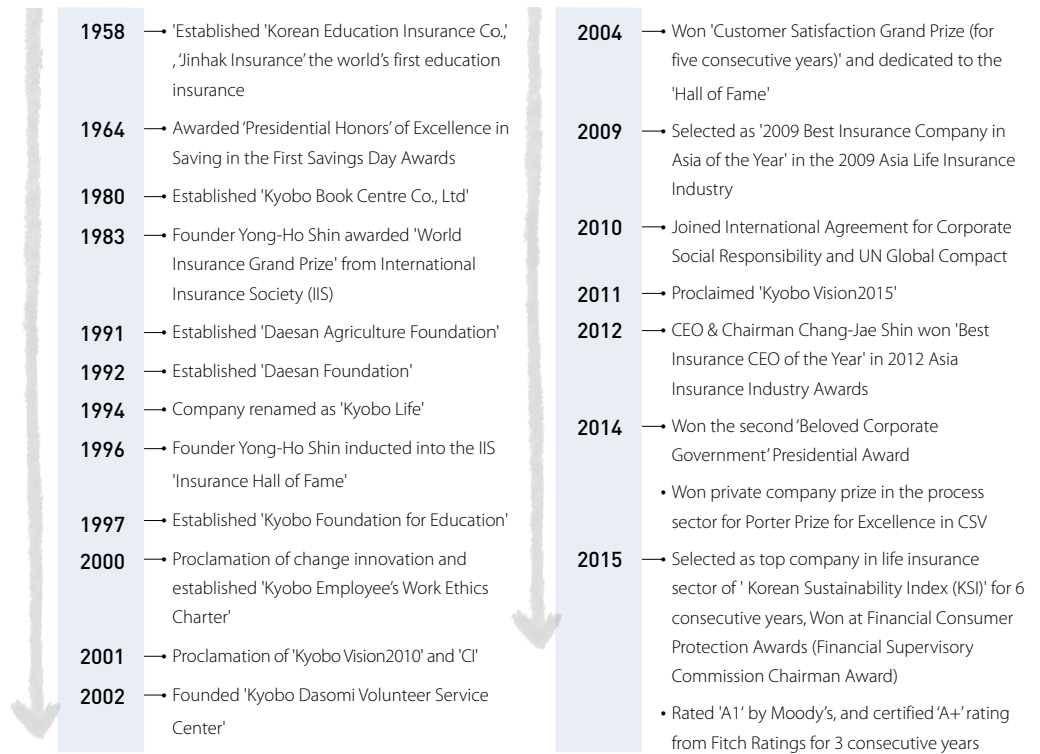 1958 • 'Established 'Korean Education Insurance Co.,'
, 'Jinhak Insurance' the world's first education
insurance
1964 • Awarded 'Presidential Honors' of Excellence in
Saving in the First Savings Day Awards
1980 • Established 'Kyobo Book Centre Co., Ltd'
1983 • Founder Yong-Ho Shin awarded 'World
Insurance Grand Prize' from International
Insurance Society (IIS)
1991 • Established 'Daesan Agriculture Foundation'
1992 • Established 'Daesan Foundation'
1994 • Company renamed as 'Kyobo Life'
1996 • Founder Yong-Ho Shin inducted into the IIS
'Insurance Hall of Fame'
1997 • Established 'Kyobo Foundation for Education'
2000 • Proclamation of change innovation and
established 'Kyobo Employee's Work Ethics
Charter'
2001 • Proclamation of 'Kyobo Vision2010' and 'CI'
2002 • Founded 'Kyobo Dasomi Volunteer Service
Center'
2004 • Won 'Customer Satisfaction Grand Prize (for
five consecutive years)' and dedicated to the
'Hall of Fame'
2009 • Selected as '2009 Best Insurance Company in
Asia of the Year' in the 2009 Asia Life Insurance
Industry
2010 • Joined International Agreement for Corporate
Social Responsibility and UN Global Compact
2011 • Proclaimed 'Kyobo Vision2015'
2012 • CEO & Chairman Chang-Jae Shin won 'Best
Insurance CEO of the Year' in 2012 Asia
Insurance Industry Awards
2014 • Won the second 'Beloved Corporate
Government' Presidential Award
• Won private company prize in the process
sector for Porter Prize for Excellence in CSV
2015 • Selected as top company in life insurance
sector of ' Korean Sustainability Index (KSI)' for 6
consecutive years, Won at Financial Consumer
Protection Awards (Financial Supervisory
Commission Chairman Award)
• Rated 'A1' by Moody's, and certified 'A+' rating
from Fitch Ratings for 3 consecutive years